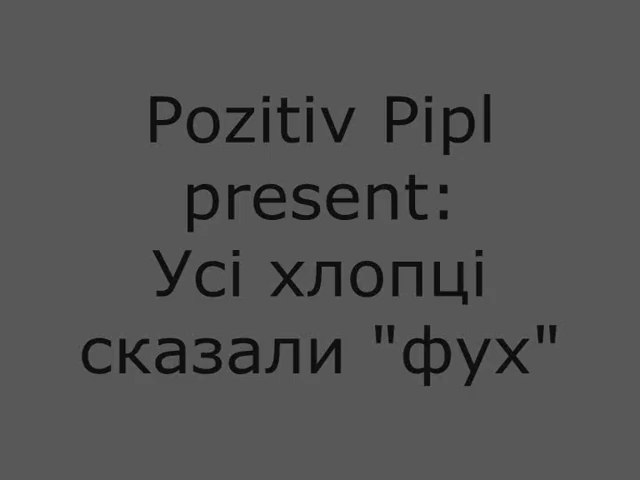 Pozitiv Pipl
present:
Усі хлопці
сказали "фух"